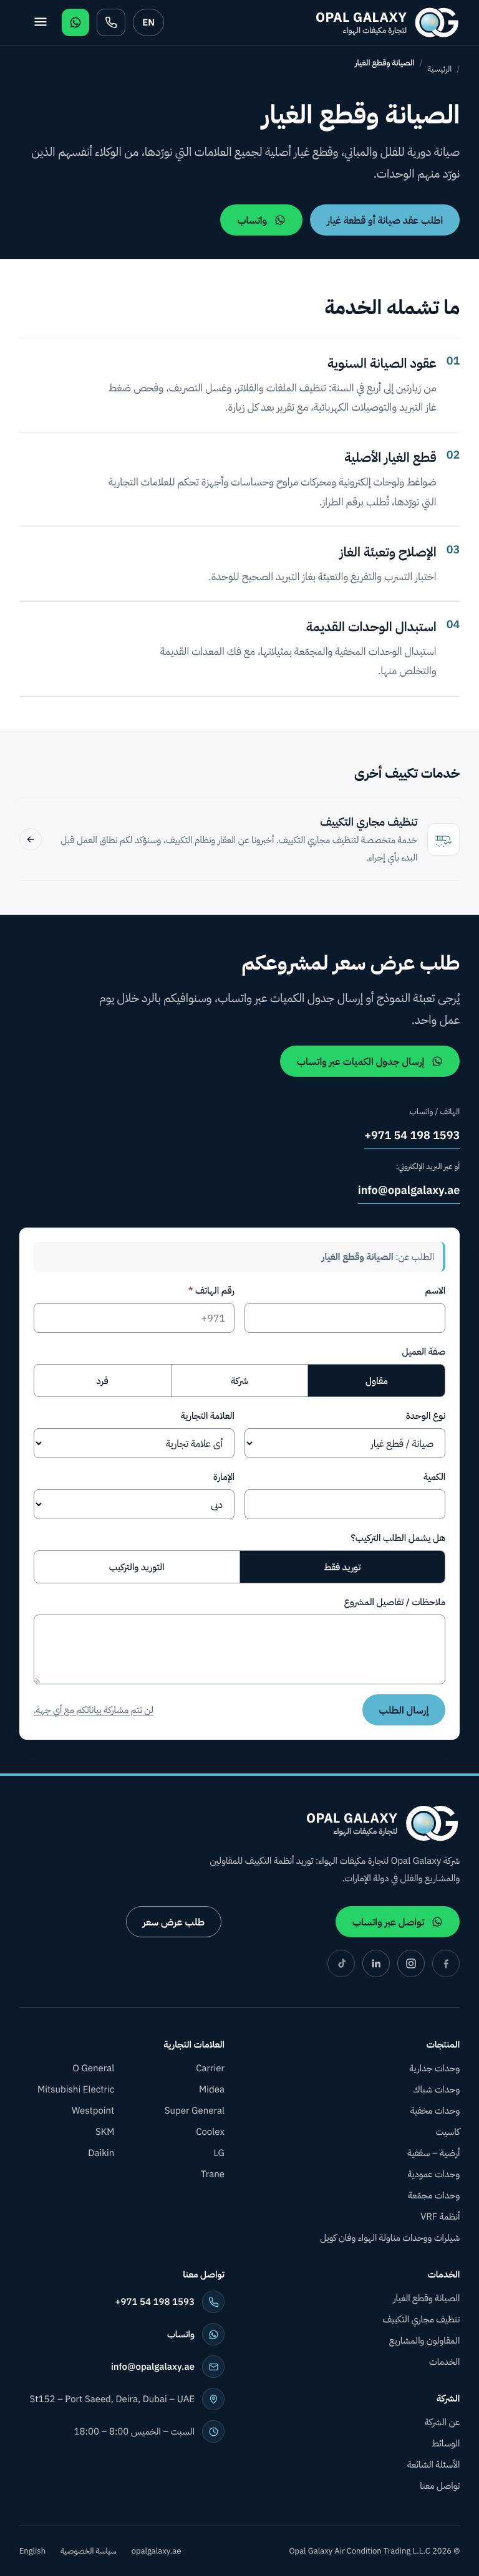 OPAL GALAXY
لتجارة مكيفات الهواء
EN
/ الرئيسية / الصيانة وقطع الغيار
الصيانة وقطع الغيار
صيانة دورية للفلل والمباني، وقطع غيار أصلية لجميع العلامات التي نورّدها، من الوكلاء أنفسهم الذين
نورّد منهم الوحدات.
اطلب عقد صيانة أو قطعة غيار
واتساب
ما تشمله الخدمة
01
عقود الصيانة السنوية
من زيارتين إلى أربع في السنة: تنظيف الملفات والفلاتر، وغسل التصريف، وفحص ضغط
غاز التبريد والتوصيلات الكهربائية، مع تقرير بعد كل زيارة.
02
قطع الغيار الأصلية
ضواغط ولوحات إلكترونية ومحركات مراوح وحساسات وأجهزة تحكم للعلامات التجارية
التي نورّدها، تُطلب برقم الطراز.
03
الإصلاح وتعبئة الغاز
اختبار التسرب والتفريغ والتعبئة بغاز التبريد الصحيح للوحدة.
04
استبدال الوحدات القديمة
استبدال الوحدات المخفية والمجمّعة بمثيلاتها، مع فك المعدات القديمة
والتخلص منها.
خدمات تكييف أخرى
تنظيف مجاري التكييف
خدمة متخصصة لتنظيف مجاري التكييف. أخبرونا عن العقار ونظام التكييف، وسنؤكد لكم نطاق العمل قبل
البدء بأي إجراء.
طلب عرض سعر لمشروعكم
يُرجى تعبئة النموذج أو إرسال جدول الكميات عبر واتساب، وسنوافيكم بالرد خلال يوم
عمل واحد.
إرسال جدول الكميات عبر واتساب
الهاتف / واتساب
+971 54 198 1593
أو عبر البريد الإلكتروني:
info@opalgalaxy.ae
الطلب عن: الصيانة وقطع الغيار
الاسم
رقم الهاتف *
+971
صفة العميل
مقاول
شركة
فرد
نوع الوحدة
العلامة التجارية
صيانة / قطع غيار
أي علامة تجارية
الكمية
الإمارة
دبي
هل يشمل الطلب التركيب؟
توريد فقط
التوريد والتركيب
ملاحظات / تفاصيل المشروع
إرسال الطلب
لن تتم مشاركة بياناتكم مع أي جهة.
OPAL GALAXY
لتجارة مكيفات الهواء
شركة Opal Galaxy لتجارة مكيفات الهواء: توريد أنظمة التكييف للمقاولين
والمشاريع والفلل في دولة الإمارات.
تواصل عبر واتساب
طلب عرض سعر
المنتجات
وحدات جدارية
وحدات شباك
وحدات مخفية
كاسيت
أرضية – سقفية
وحدات عمودية
وحدات مجمّعة
أنظمة VRF
شيلرات ووحدات مناولة الهواء وفان كويل
العلامات التجارية
Carrier
Midea
Super General
Coolex
LG
Trane
O General
Mitsubishi Electric
Westpoint
SKM
Daikin
الخدمات
الصيانة وقطع الغيار
تنظيف مجاري التكييف
المقاولون والمشاريع
الخدمات
الشركة
عن الشركة
الوسائط
الأسئلة الشائعة
تواصل معنا
تواصل معنا
+971 54 198 1593
واتساب
info@opalgalaxy.ae
St152 – Port Saeed, Deira, Dubai – UAE
السبت – الخميس 8:00 – 18:00
© 2026 Opal Galaxy Air Condition Trading L.L.C
opalgalaxy.ae
سياسة الخصوصية
English